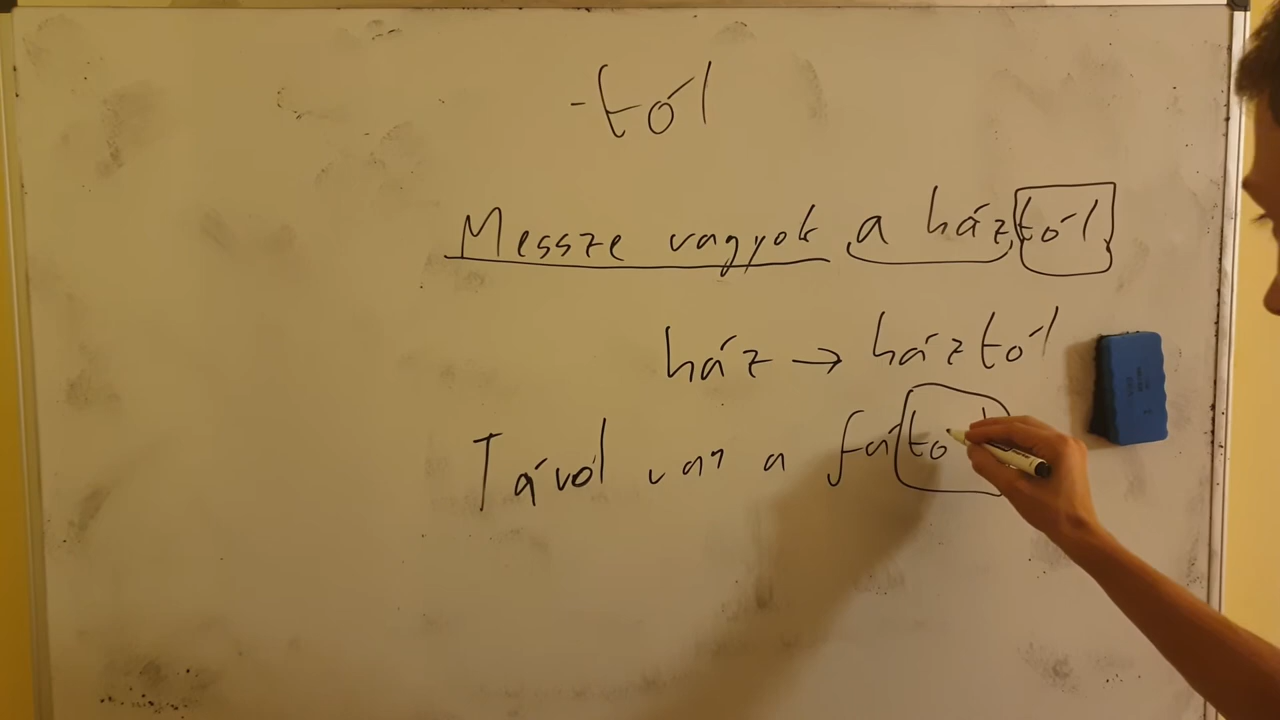 -tól
Messze vagyok a háztól
ház → háztól
Távol van a fától